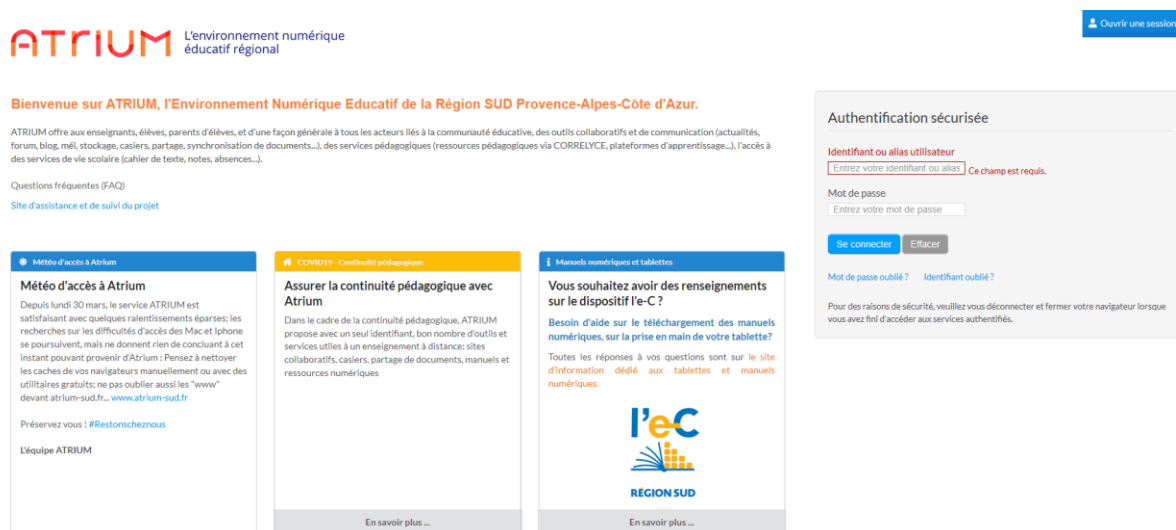 ATRIUM
L'environnement numérique
éducatif régional
Ouvrir une session
Bienvenue sur ATRIUM, l'Environnement Numérique Educatif de la Région SUD Provence-Alpes-Côte d'Azur.
ATRIUM offre aux enseignants, élèves, parents d'élèves, et d'une façon générale à tous les acteurs liés à la communauté éducative, des outils collaboratifs et de communication (actualités,
forum, blog, mél, stockage, casiers, partage, synchronisation de documents...), des services pédagogiques (ressources pédagogiques via CORRELYCE, plateformes d'apprentissage...), l'accès à
des services de vie scolaire (cahier de texte, notes, absences...).
Questions fréquentes (FAQ)
Site d'assistance et de suivi du projet
Authentification sécurisée
Identifiant ou alias utilisateur
Entrez votre identifiant ou alias
Ce champ est requis.
Mot de passe
Entrez votre mot de passe
Se connecter
Effacer
Mot de passe oublié ?
Identifiant oublié ?
Pour des raisons de sécurité, veuillez vous déconnecter et fermer votre navigateur lorsque
vous avez fini d'accéder aux services authentifiés.
Météo d'accès à Atrium
Météo d'accès à Atrium
Depuis lundi 30 mars, le service ATRIUM est
satisfaisant avec quelques ralentissements éparses; les
recherches sur les difficultés d'accès des Mac et Iphone
se poursuivent, mais ne donnent rien de concluant à cet
instant pouvant provenir d'Atrium : Pensez à nettoyer
les caches de vos navigateurs manuellement ou avec des
utilitaires gratuits; ne pas oublier aussi les "www"
devant atrium-sud.fr... www.atrium-sud.fr
Préservez vous ! #Restonscheznous
L'équipe ATRIUM
COVID19 - Continuité pédagogique
Assurer la continuité pédagogique avec
Atrium
Dans le cadre de la continuité pédagogique, ATRIUM
propose avec un seul identifiant, bon nombre d'outils et
services utiles à un enseignement à distance: sites
collaboratifs, casiers, partage de documents, manuels et
ressources numériques
En savoir plus ...
Manuels numériques et tablettes
Vous souhaitez avoir des renseignements
sur le dispositif l'e-C ?
Besoin d'aide sur le téléchargement des manuels
numériques, sur la prise en main de votre tablette?
Toutes les réponses à vos questions sont sur le site
d'information dédié aux tablettes et manuels
numériques.
l'eC
RÉGION SUD
En savoir plus ...